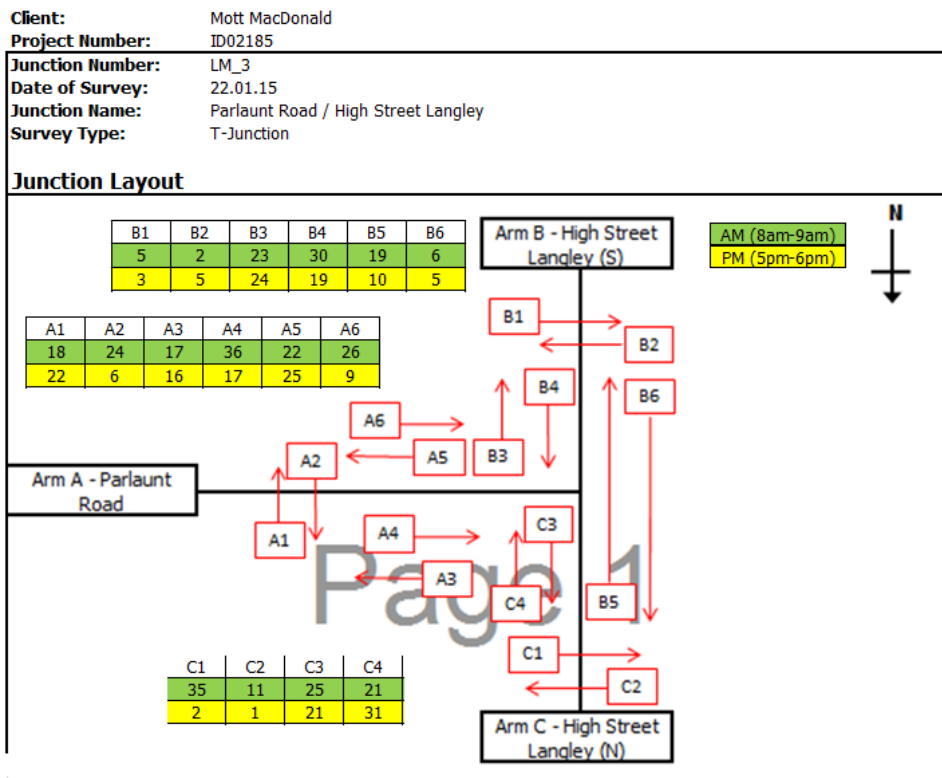 Client: Mott MacDonald
Project Number: ID02185
Junction Number: LM_3
Date of Survey: 22.01.15
Junction Name: Parlaunt Road / High Street Langley
Survey Type: T-Junction
Junction Layout
B1 B2 B3 B4 B5 B6
5 2 23 30 19 6
3 5 24 19 10 5
Arm B - High Street
Langley (S)
AM (8am-9am)
PM (5pm-6pm)
N
A1 A2 A3 A4 A5 A6
18 24 17 36 22 26
22 6 16 17 25 9
B1
B2
B4
B6
A6
A2
A5
B3
Arm A - Parlaunt
Road
A1
A4
C3
A3
C4
B5
Page 1
C1
C2
C1 C2 C3 C4
35 11 25 21
2 1 21 31
Arm C - High Street
Langley (N)